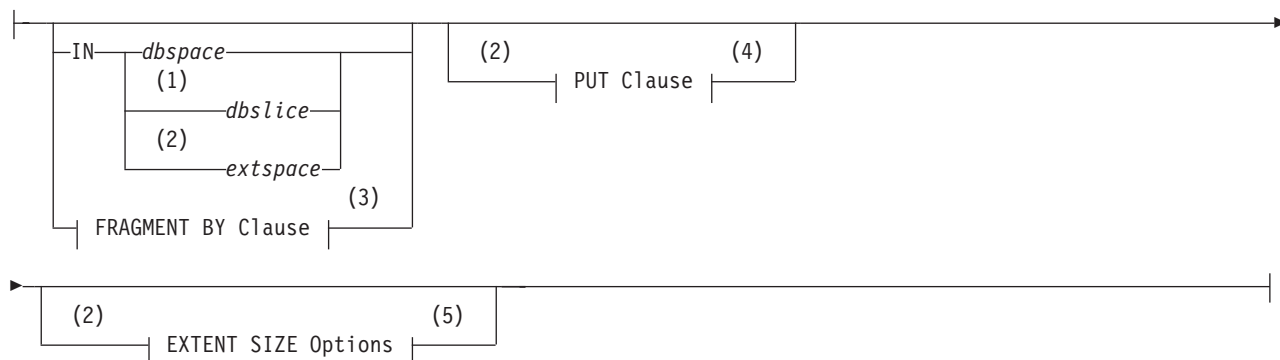 IN dbspace (2) (4)
(1) PUT Clause
dbslice
(2)
extspace
(3)
FRAGMENT BY Clause
(2) (5)
EXTENT SIZE Options